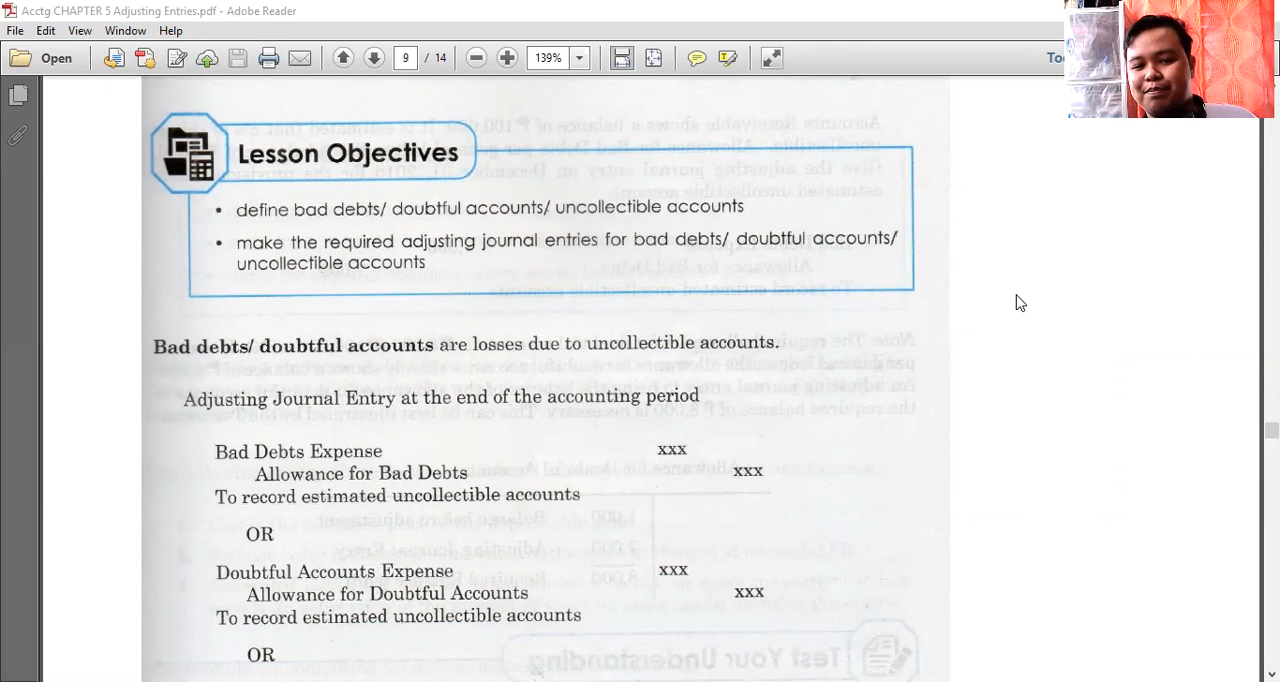 Acctg CHAPTER 5 Adjusting Entries.pdf - Adobe Reader
File Edit View Window Help
Open 9 / 14 139%
Lesson Objectives
• define bad debts/ doubtful accounts/ uncollectible accounts
• make the required adjusting journal entries for bad debts/ doubtful accounts/
uncollectible accounts
Bad debts/ doubtful accounts are losses due to uncollectible accounts.
Adjusting Journal Entry at the end of the accounting period
Bad Debts Expense xxx
Allowance for Bad Debts xxx
To record estimated uncollectible accounts
OR
Doubtful Accounts Expense xxx
Allowance for Doubtful Accounts xxx
To record estimated uncollectible accounts
OR